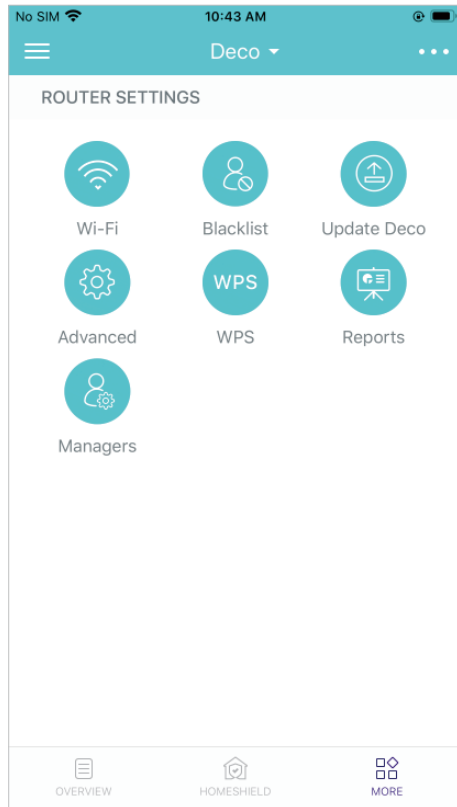 No SIM 10:43 AM
Deco
ROUTER SETTINGS
Wi-Fi Blacklist Update Deco
WPS
Advanced WPS Reports
Managers
OVERVIEW HOMESHIELD MORE